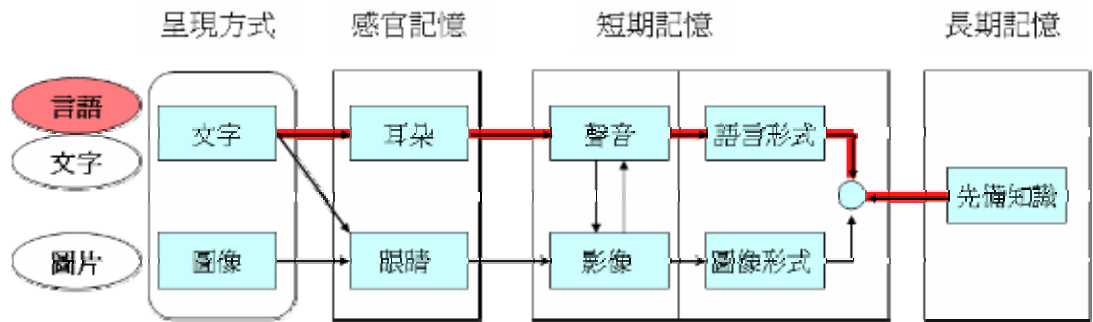 呈現方式 感官記憶 短期記憶 長期記憶
言語
文字 耳朵 聲音 語言形式
文字
先備知識
圖片
圖像 眼睛 影像 圖像形式